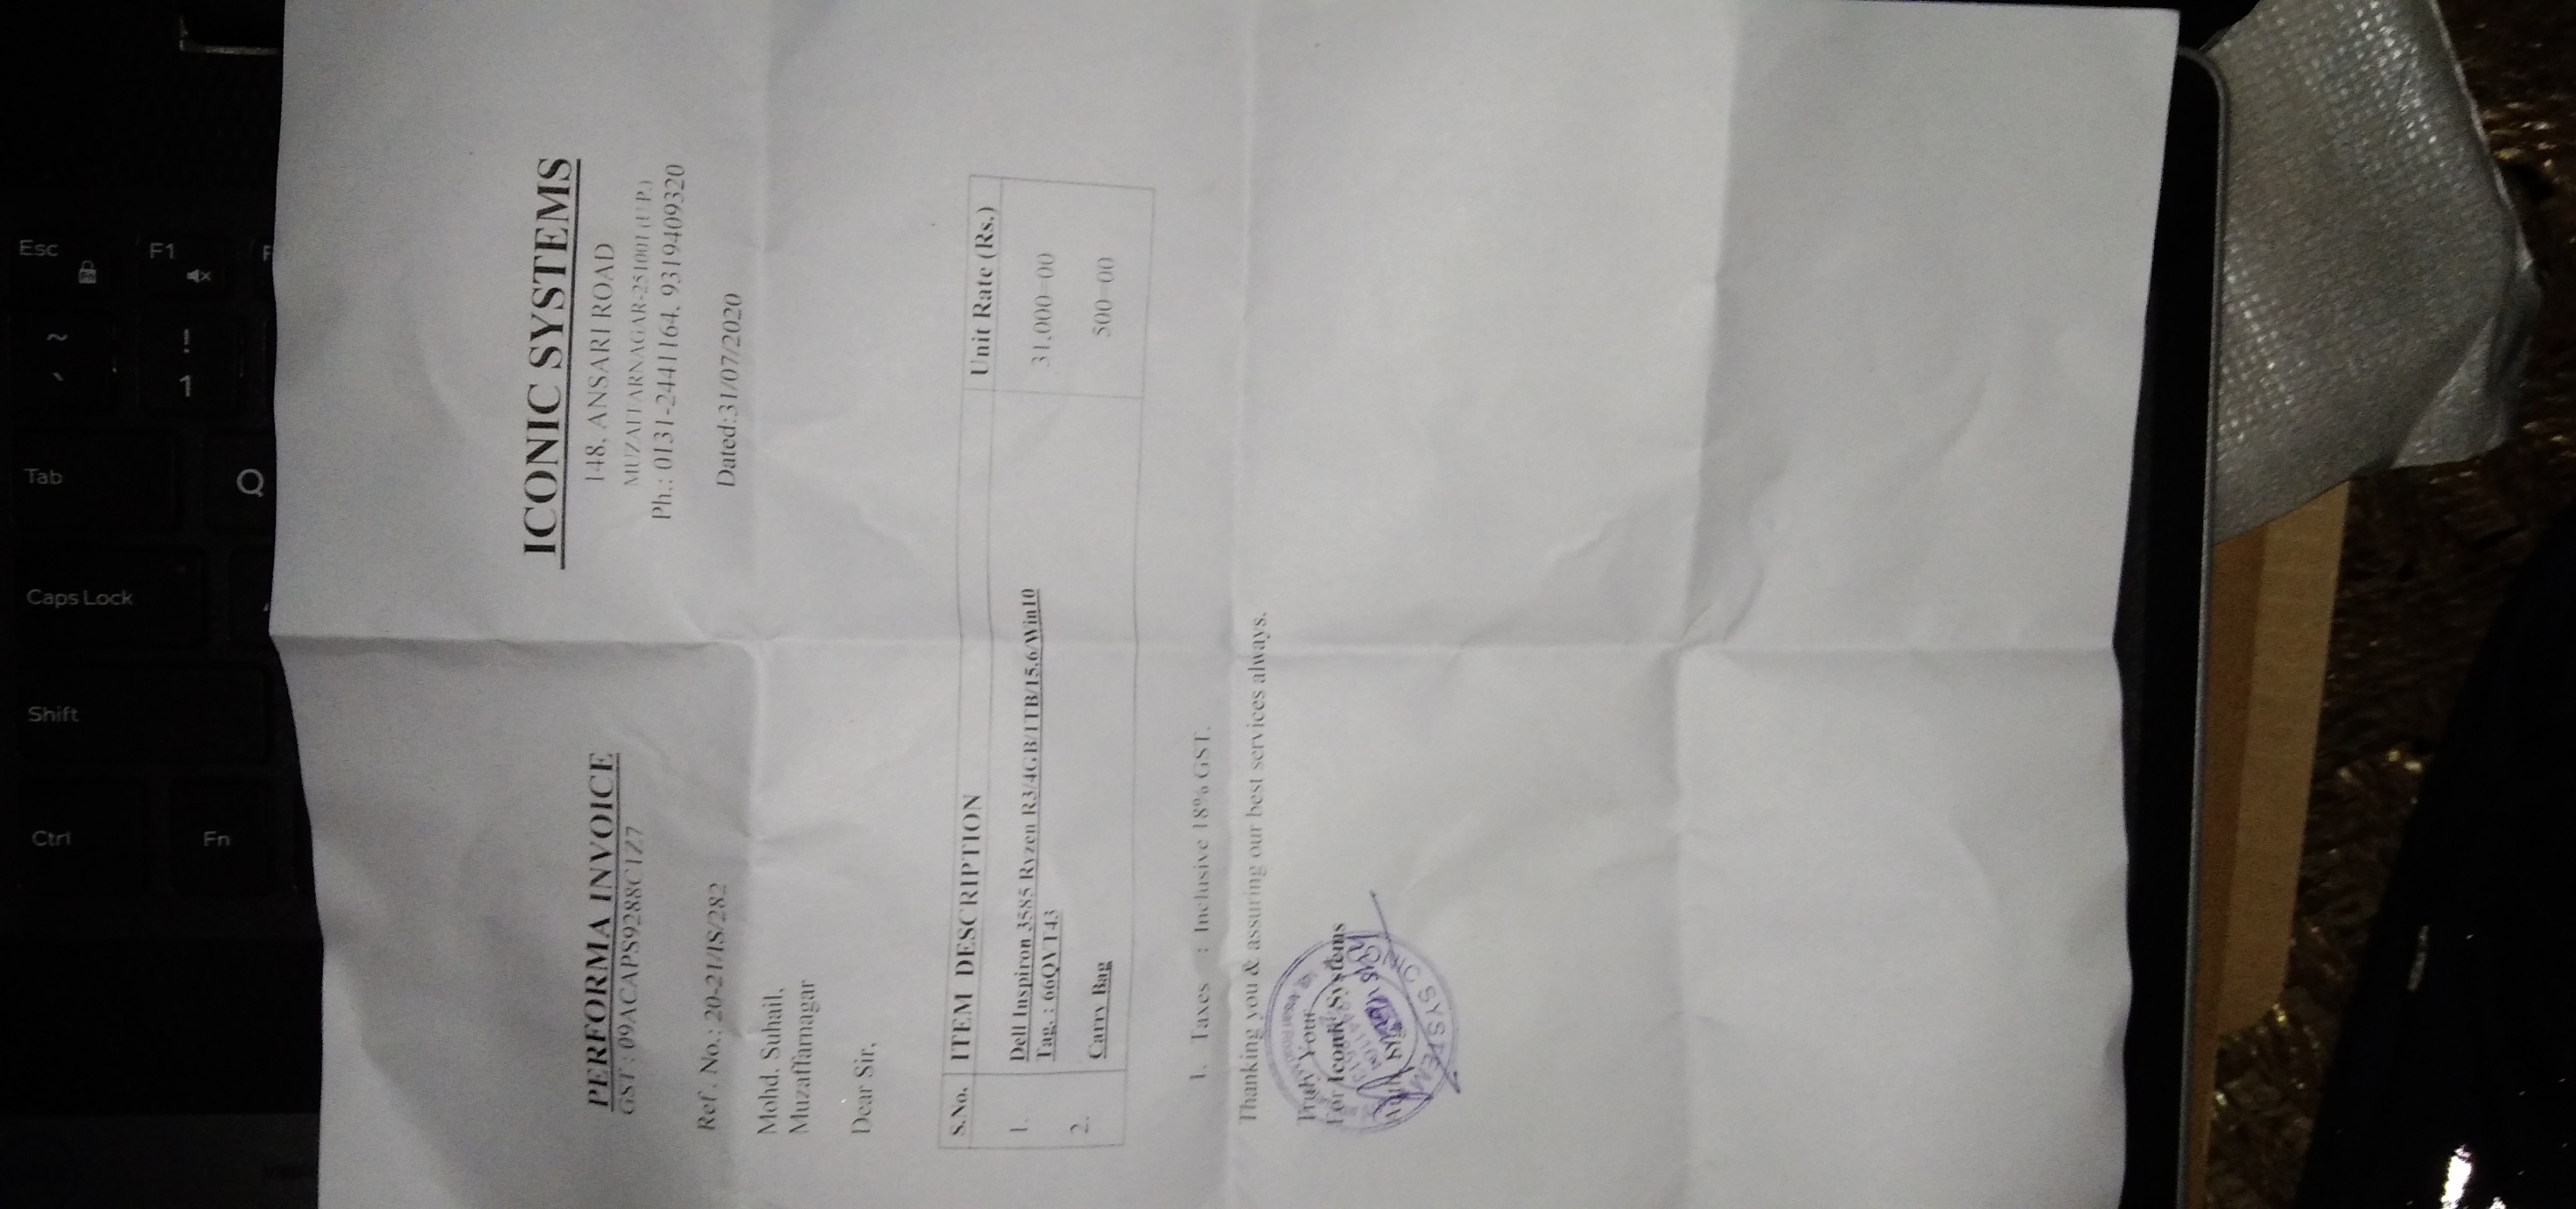 Esc
F1
~
`
!
1
Tab
Q
Caps Lock
Shift
Ctrl
Fn
ICONIC SYSTEMS
148, ANSARI ROAD
MUZAFFARNAGAR-251001 (U.P.)
Ph.: 0131-2441164, 9319409320
PERFORMA INVOICE
GST : 09ACAPS9288C1Z7
Ref. No.: 20-21/IS/282
Dated:31/07/2020
Mohd. Suhail,
Muzaffarnagar
Dear Sir,
S.No. ITEM DESCRIPTION Unit Rate (Rs.)
1. Dell Inspiron 3585 Ryzen R3/4GB/1TB/15.6/Win10 31,000=00
Tag. : 66QVT43
2. Carry Bag 500=00
1. Taxes : Inclusive 18% GST.
Thanking you & assuring our best services always.
Truly Your
For Iconic Systems
ICONIC SYSTEM